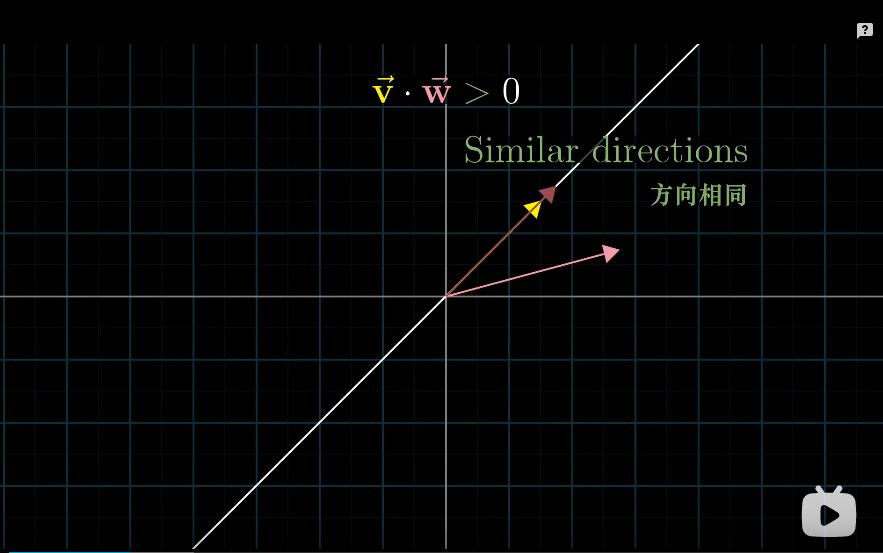 v⃗ · w⃗ > 0
Similar directions
方向相同